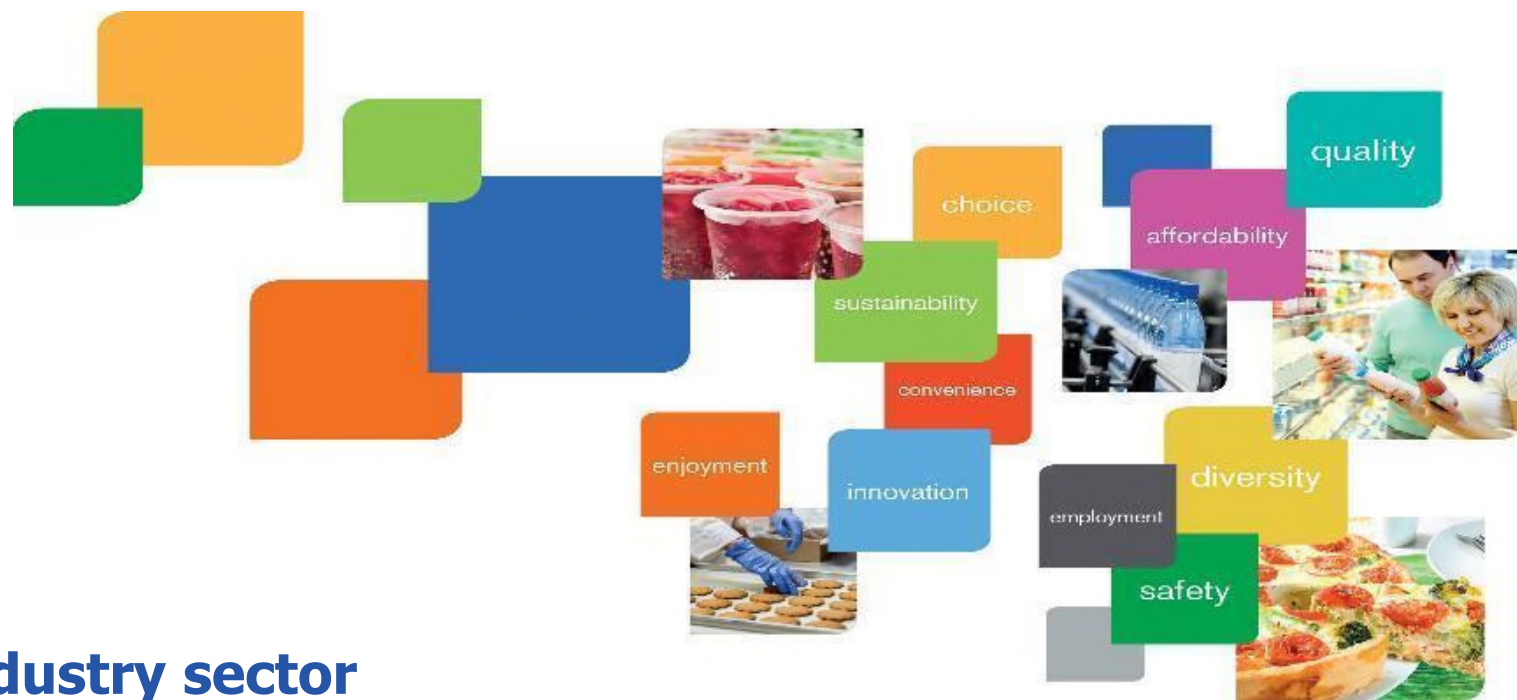 quality
choice
affordability
sustainability
convenience
enjoyment
diversity
innovation
employment
safety
dustry sector